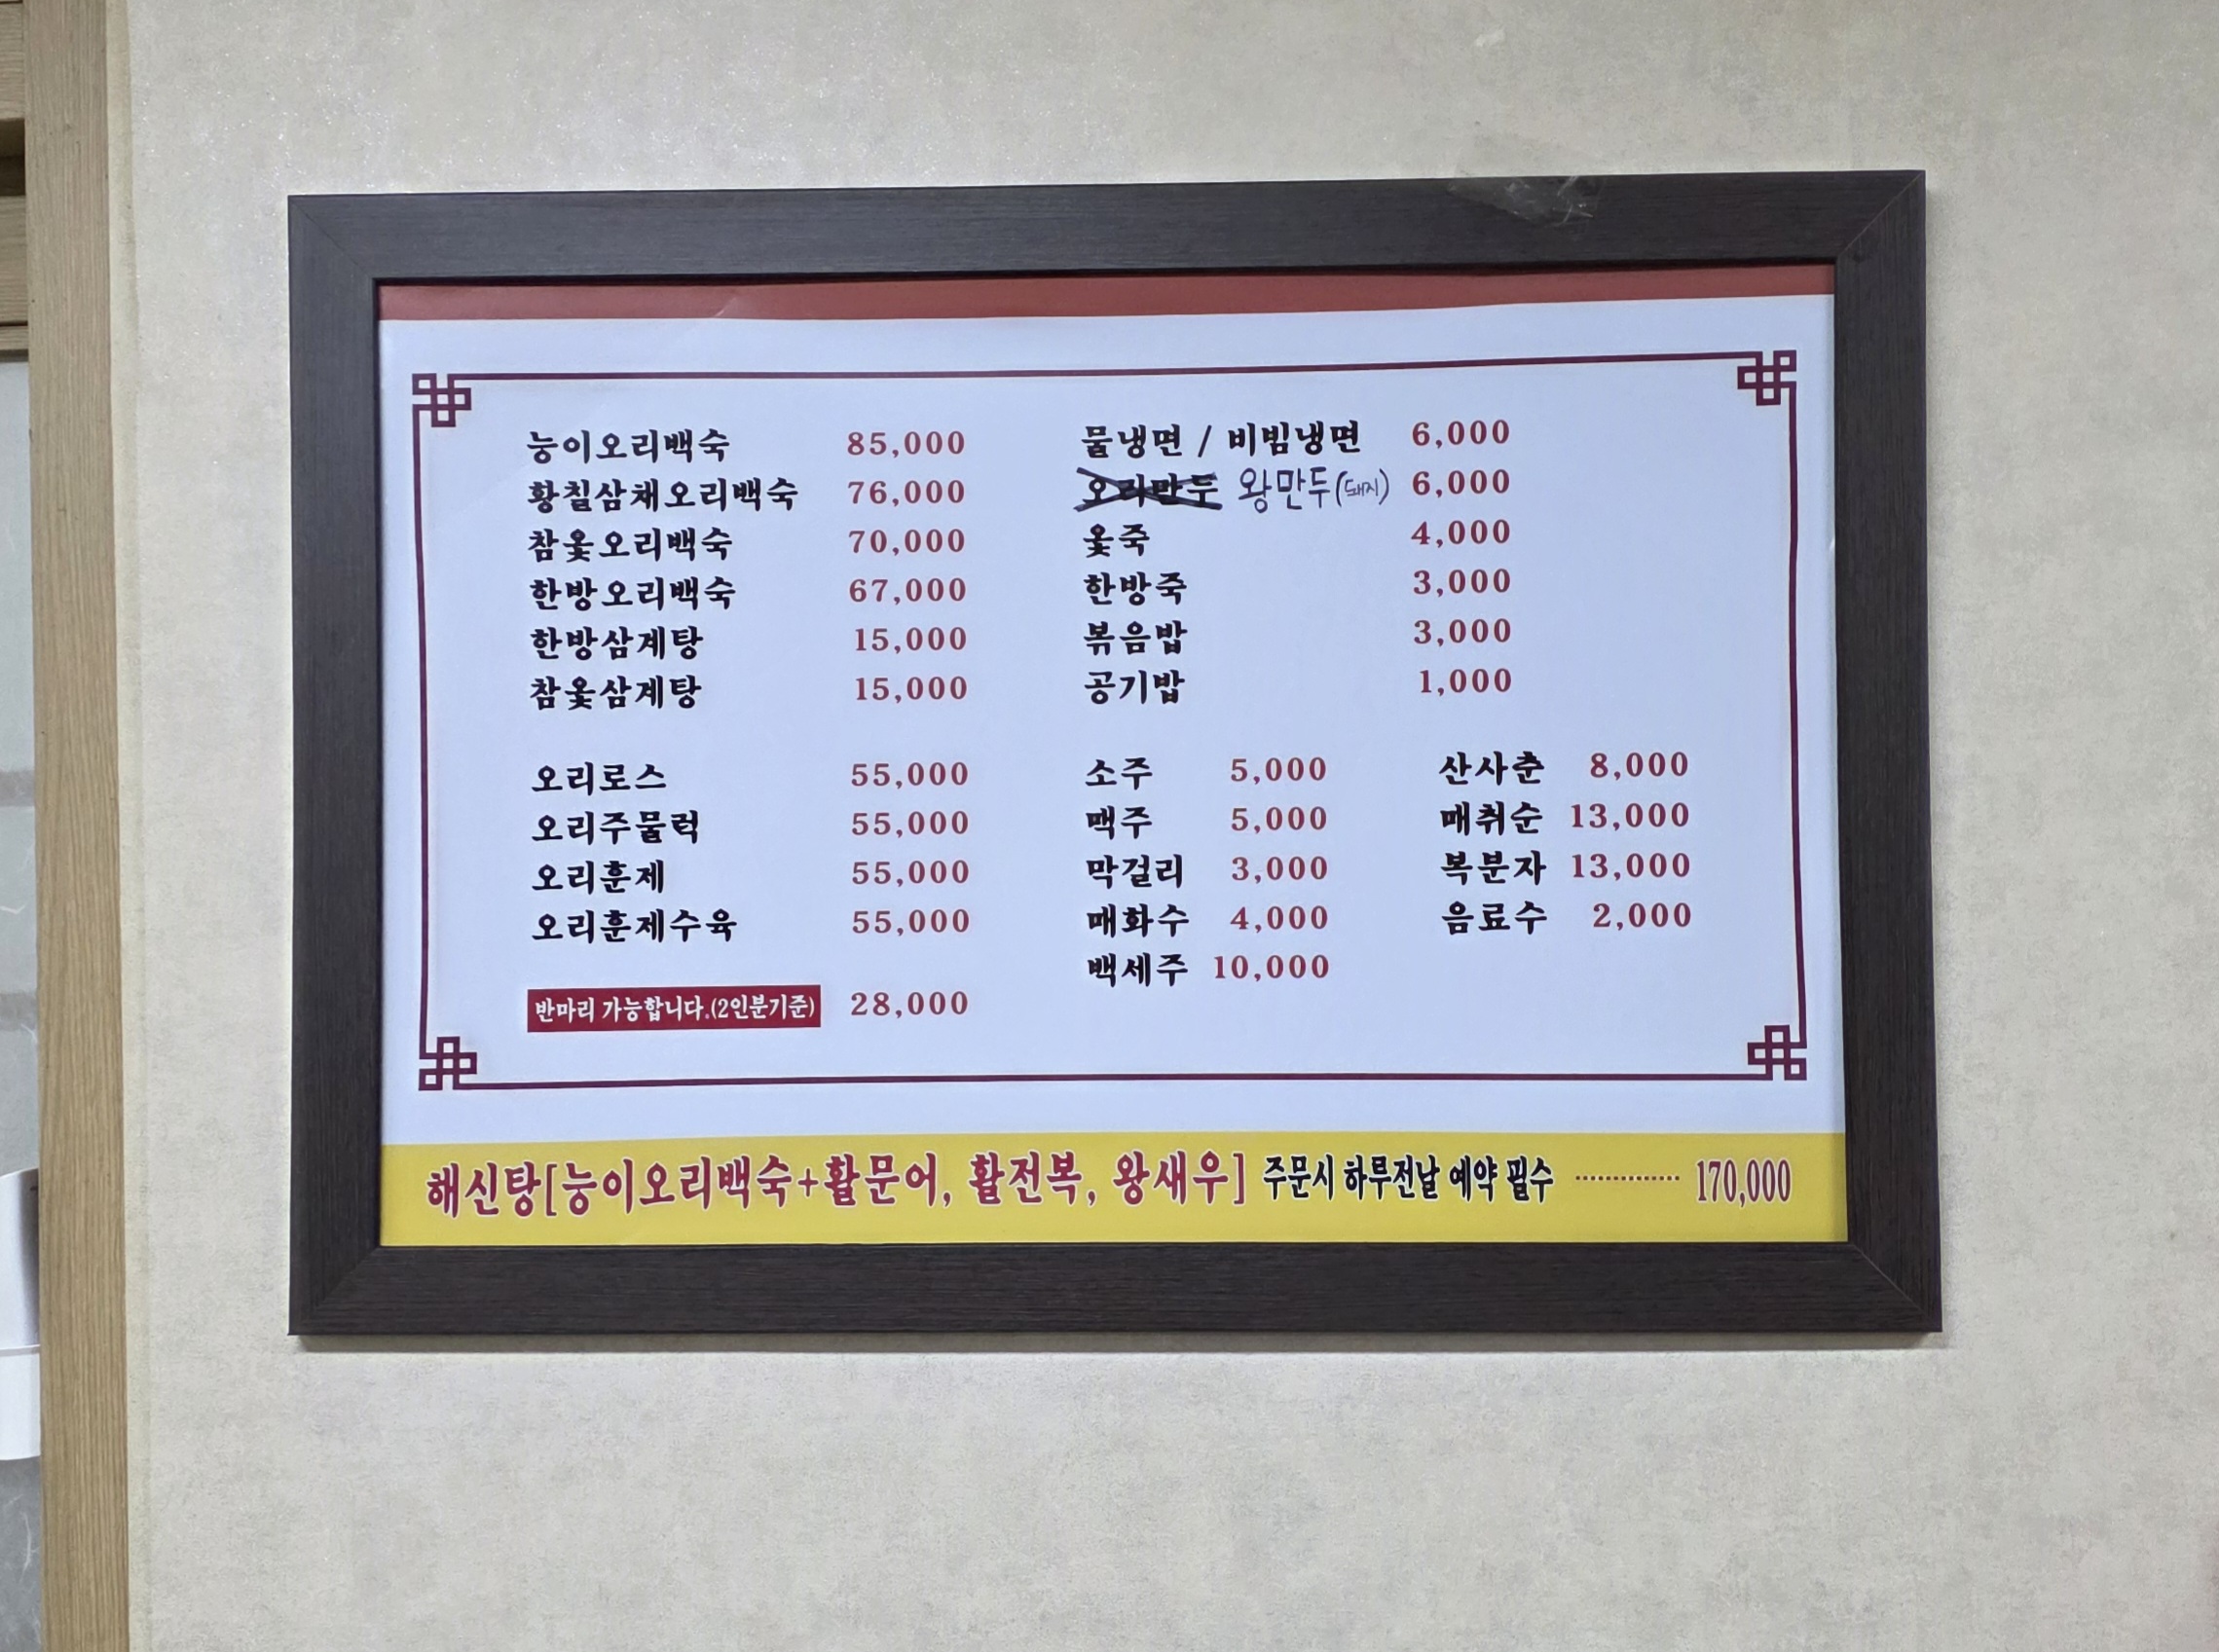 능이오리백숙 85,000
황칠삼채오리백숙 76,000
참옻오리백숙 70,000
한방오리백숙 67,000
한방삼계탕 15,000
참옻삼계탕 15,000
오리로스 55,000
오리주물럭 55,000
오리훈제 55,000
오리훈제수육 55,000
반마리 가능합니다.(2인분기준) 28,000
물냉면 / 비빔냉면 6,000
오리만두 왕만두(돼지) 6,000
옻죽 4,000
한방죽 3,000
볶음밥 3,000
공기밥 1,000
소주 5,000
맥주 5,000
막걸리 3,000
매화수 4,000
백세주 10,000
산사춘 8,000
매취순 13,000
복분자 13,000
음료수 2,000
해신탕[능이오리백숙+활문어, 활전복, 왕새우] 주문시 하루전날 예약 필수 ·············· 170,000